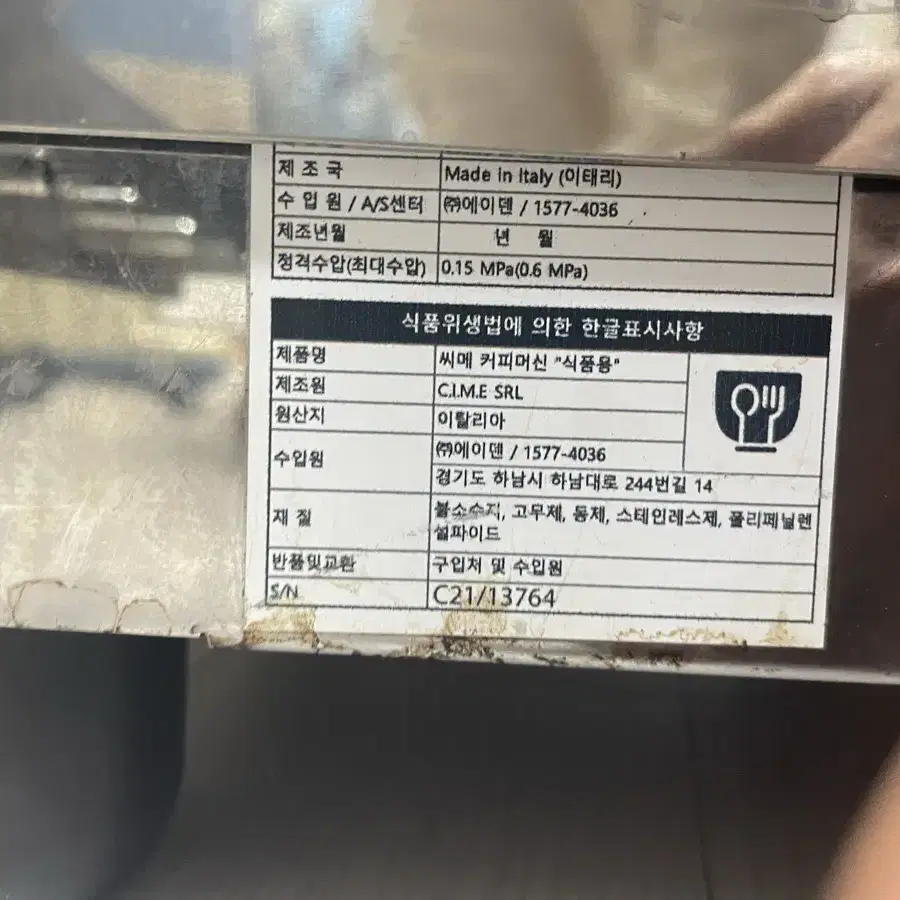 제 조 국 Made in Italy (이태리)
수 입 원 / A/S센터 ㈜에이덴 / 1577-4036
제조년월 년 월
정격수압(최대수압) 0.15 MPa(0.6 MPa)
식품위생법에 의한 한글표시사항
제품명 씨메 커피머신 "식품용"
제조원 C.I.M.E SRL
원산지 이탈리아
수입원 ㈜에이덴 / 1577-4036
경기도 하남시 하남대로 244번길 14
재 질 불소수지, 고무제, 동제, 스테인레스제, 폴리페닐렌
설파이드
반품및교환 구입처 및 수입원
S/N C21/13764